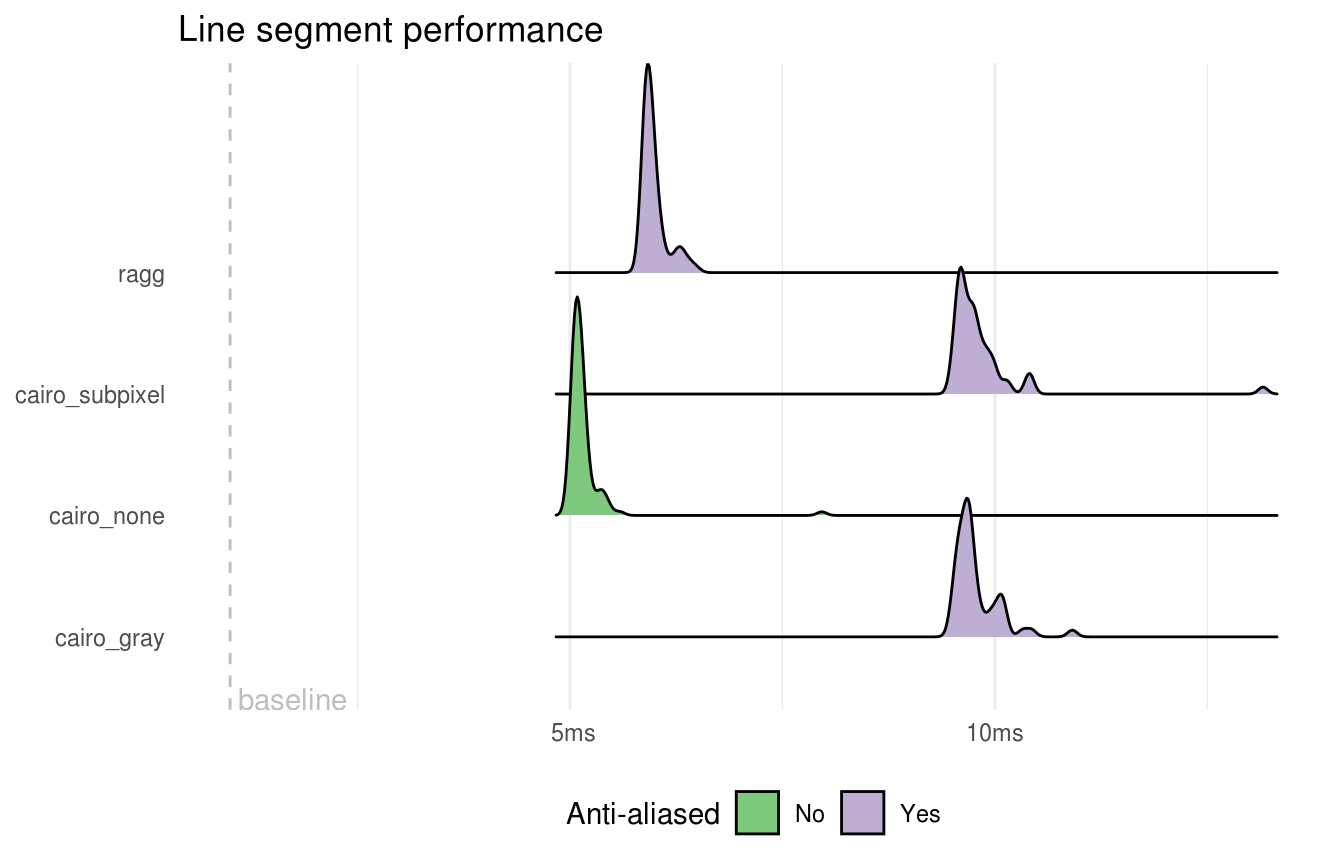 Line segment performance
ragg
cairo_subpixel
cairo_none
cairo_gray
baseline
5ms 10ms
Anti-aliased No Yes